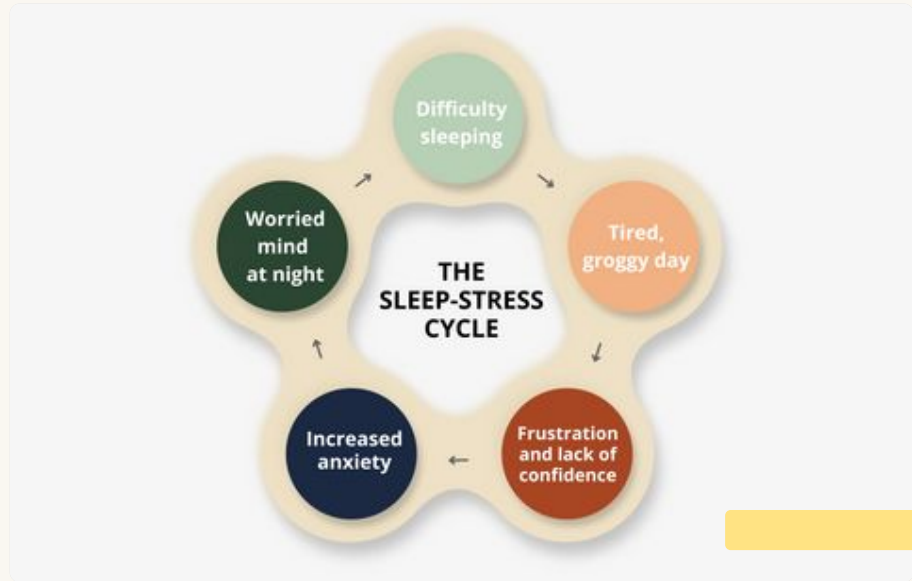 Difficulty
sleeping
Tired,
groggy day
Frustration
and lack of
confidence
Increased
anxiety
Worried
mind
at night
THE
SLEEP-STRESS
CYCLE